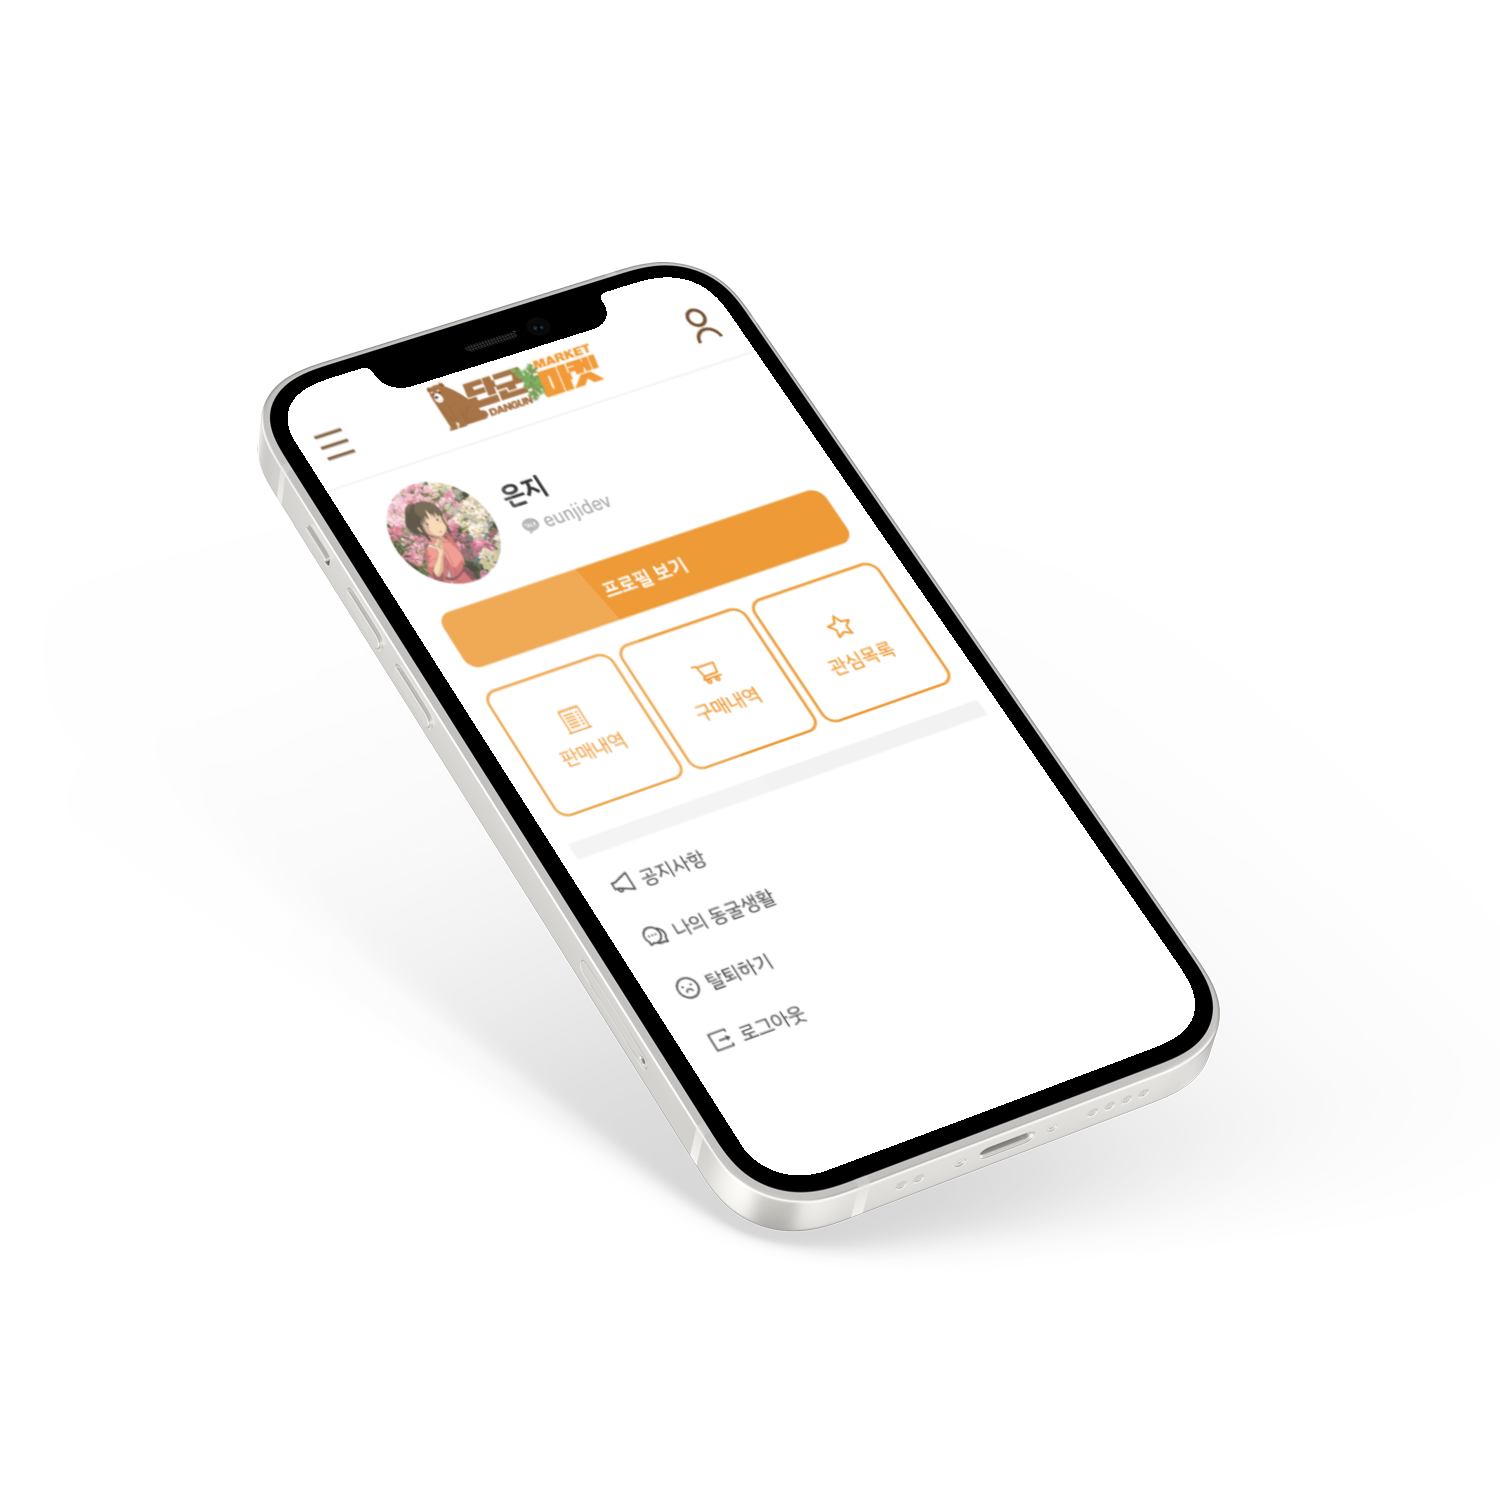 단군 마켓
MARKET
DANGUN
은지
TALK eunjidev
프로필 보기
판매내역
구매내역
관심목록
공지사항
나의 동굴생활
탈퇴하기
로그아웃